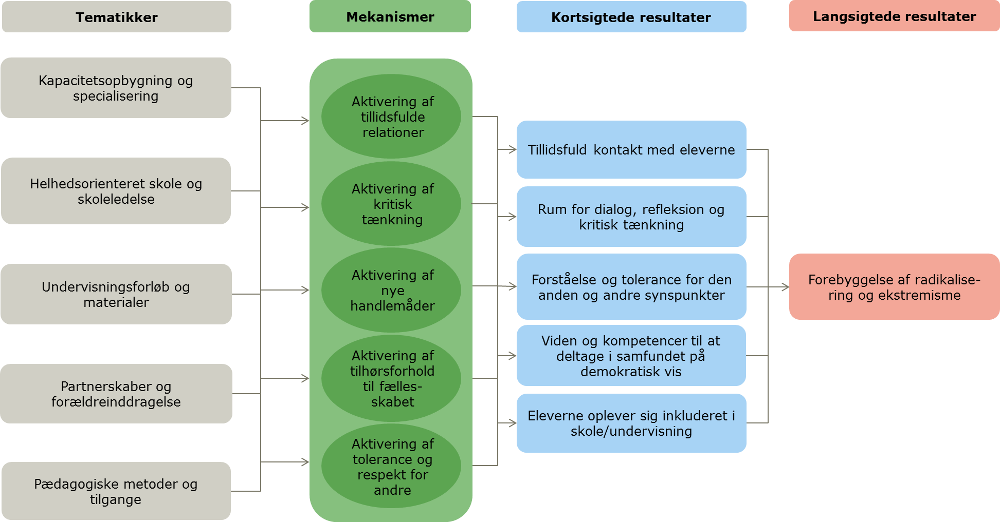 Tematikker
Mekanismer
Kortsigtede resultater
Langsigtede resultater
Kapacitetsopbygning og
specialisering
Helhedsorienteret skole og
skoleledelse
Undervisningsforløb og
materialer
Partnerskaber og
forældreinddragelse
Pædagogiske metoder og
tilgange
Aktivering af
tillidsfulde
relationer
Aktivering af
kritisk
tænkning
Aktivering af
nye
handlemåder
Aktivering af
tilhørsforhold
til fælles-
skabet
Aktivering af
tolerance og
respekt for
andre
Tillidsfuld kontakt med eleverne
Rum for dialog, refleksion og
kritisk tænkning
Forståelse og tolerance for den
anden og andre synspunkter
Viden og kompetencer til at
deltage i samfundet på
demokratisk vis
Eleverne oplever sig inkluderet i
skole/undervisning
Forebyggelse af radikalise-
ring og ekstremisme